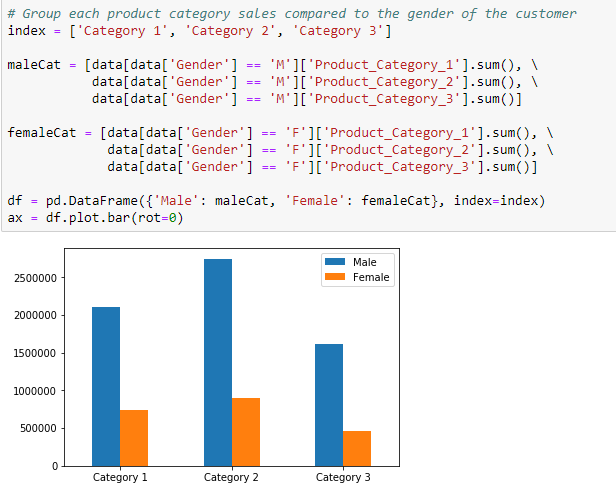 # Group each product category sales compared to the gender of the customer
index = ['Category 1', 'Category 2', 'Category 3']
maleCat = [data[data['Gender'] == 'M']['Product_Category_1'].sum(), \
data[data['Gender'] == 'M']['Product_Category_2'].sum(), \
data[data['Gender'] == 'M']['Product_Category_3'].sum()]
femaleCat = [data[data['Gender'] == 'F']['Product_Category_1'].sum(), \
data[data['Gender'] == 'F']['Product_Category_2'].sum(), \
data[data['Gender'] == 'F']['Product_Category_3'].sum()]
df = pd.DataFrame({'Male': maleCat, 'Female': femaleCat}, index=index)
ax = df.plot.bar(rot=0)
Male
Female
2500000
2000000
1500000
1000000
500000
0
Category 1 Category 2 Category 3